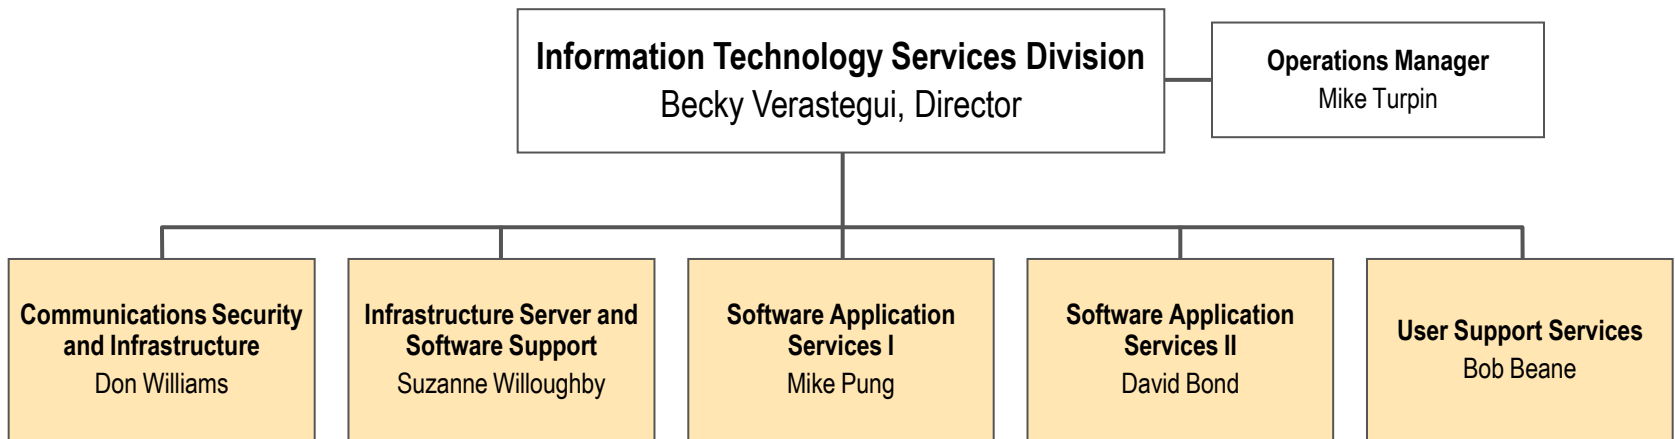 Information Technology Services Division
Becky Verastegui, Director
Operations Manager
Mike Turpin
Communications Security
and Infrastructure
Don Williams
Infrastructure Server and
Software Support
Suzanne Willoughby
Software Application
Services I
Mike Pung
Software Application
Services II
David Bond
User Support Services
Bob Beane